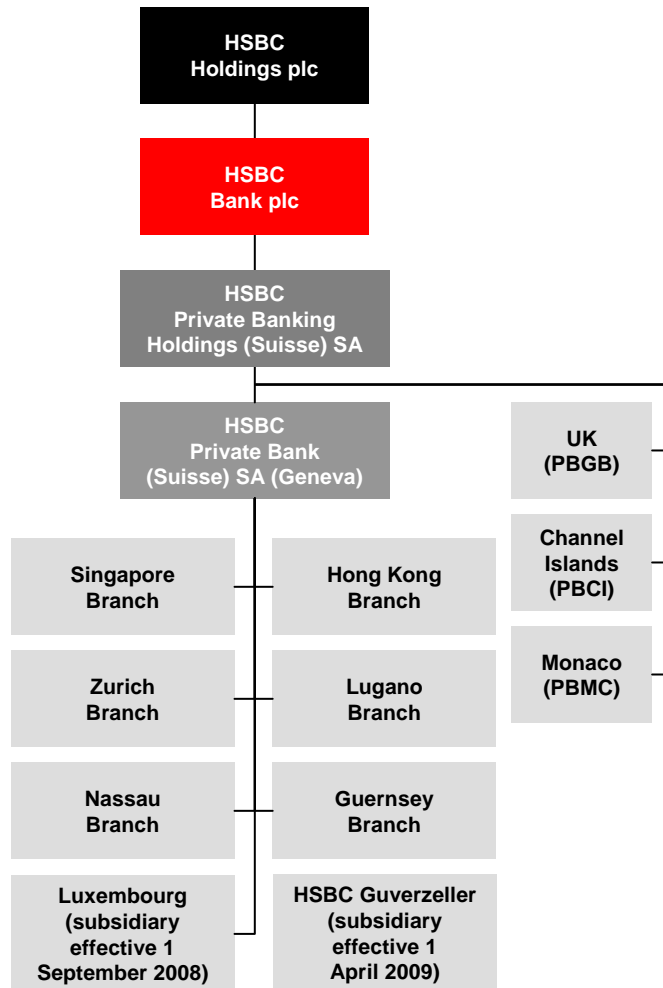 HSBC
Holdings plc
HSBC
Bank plc
HSBC
Private Banking
Holdings (Suisse) SA
HSBC
Private Bank
(Suisse) SA (Geneva)
UK
(PBGB)
Channel
Islands
(PBCI)
Monaco
(PBMC)
Singapore
Branch
Hong Kong
Branch
Zurich
Branch
Lugano
Branch
Nassau
Branch
Guernsey
Branch
Luxembourg
(subsidiary
effective 1
September 2008)
HSBC Guverzeller
(subsidiary
effective 1
April 2009)